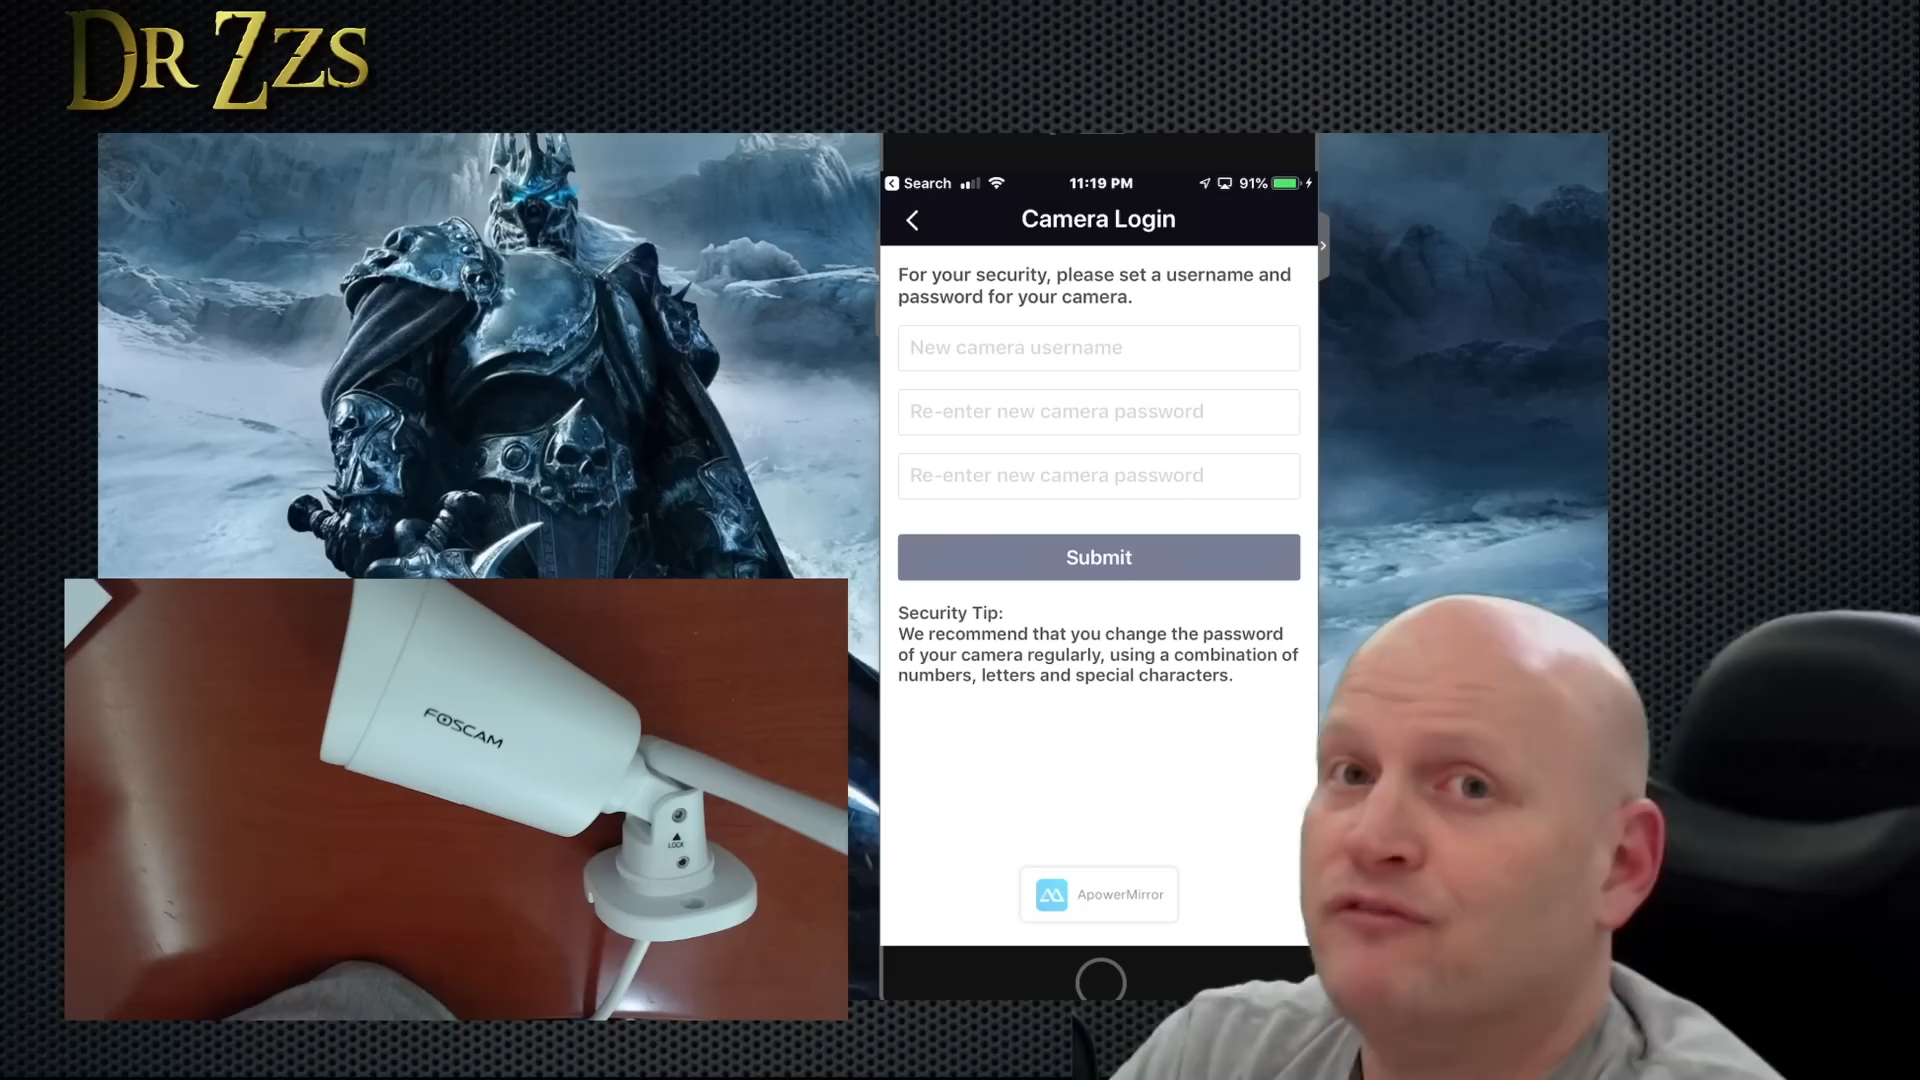 DR ZZS
Search
11:19 PM
91%
Camera Login
For your security, please set a username and
password for your camera.
New camera username
Re-enter new camera password
Re-enter new camera password
Submit
Security Tip:
We recommend that you change the password
of your camera regularly, using a combination of
numbers, letters and special characters.
ApowerMirror
FOSCAM
LOCK